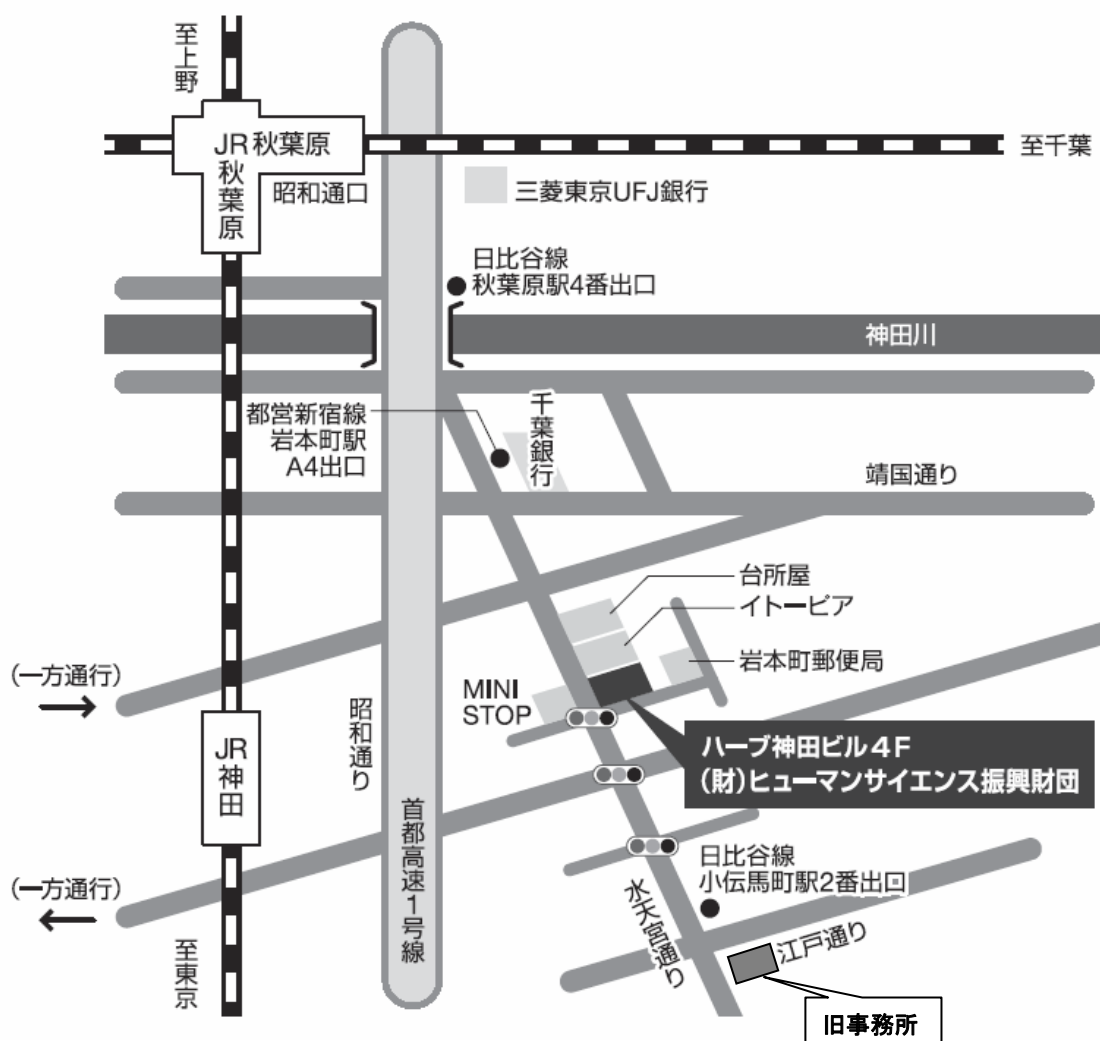 至上野
JR秋葉原
JR秋葉原
昭和通口
至千葉
三菱東京UFJ銀行
日比谷線
秋葉原駅4番出口
神田川
都営新宿線
岩本町駅
A4出口
千葉銀行
靖国通り
台所屋
イトーピア
岩本町郵便局
(一方通行)
MINI
STOP
昭和通り
JR神田
ハーブ神田ビル4F
(財)ヒューマンサイエンス振興財団
首都高速1号線
日比谷線
小伝馬町駅2番出口
(一方通行)
水天宮通り
江戸通り
至東京
旧事務所